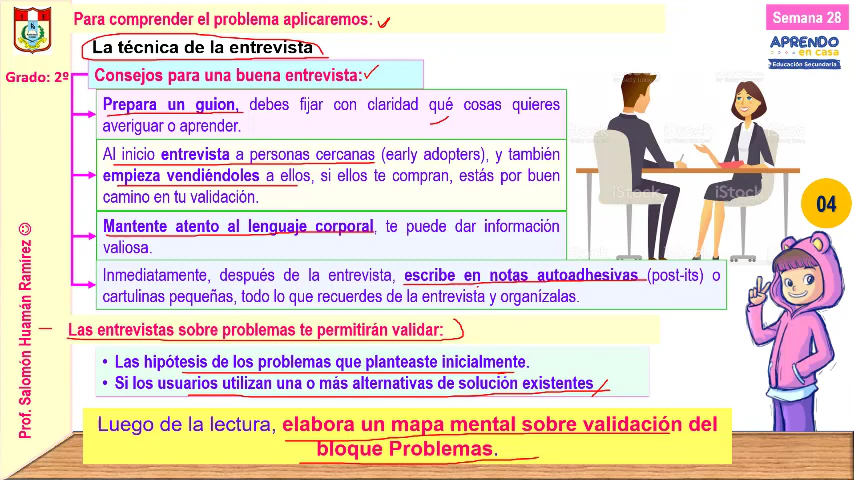 Para comprender el problema aplicaremos:
Semana 28
La técnica de la entrevista
APRENDO
en casa
Educación Secundaria
Grado: 2º
Consejos para una buena entrevista:
Prepara un guion, debes fijar con claridad qué cosas quieres
averiguar o aprender.
Al inicio entrevista a personas cercanas (early adopters), y también
empieza vendiéndoles a ellos, si ellos te compran, estás por buen
camino en tu validación.
Mantente atento al lenguaje corporal, te puede dar información
valiosa.
Inmediatamente, después de la entrevista, escribe en notas autoadhesivas (post-its) o
cartulinas pequeñas, todo lo que recuerdes de la entrevista y organízalas.
iStock
iStock
04
Prof. Salomón Huamán Ramírez
Las entrevistas sobre problemas te permitirán validar:
• Las hipótesis de los problemas que planteaste inicialmente.
• Si los usuarios utilizan una o más alternativas de solución existentes
Luego de la lectura, elabora un mapa mental sobre validación del
bloque Problemas.